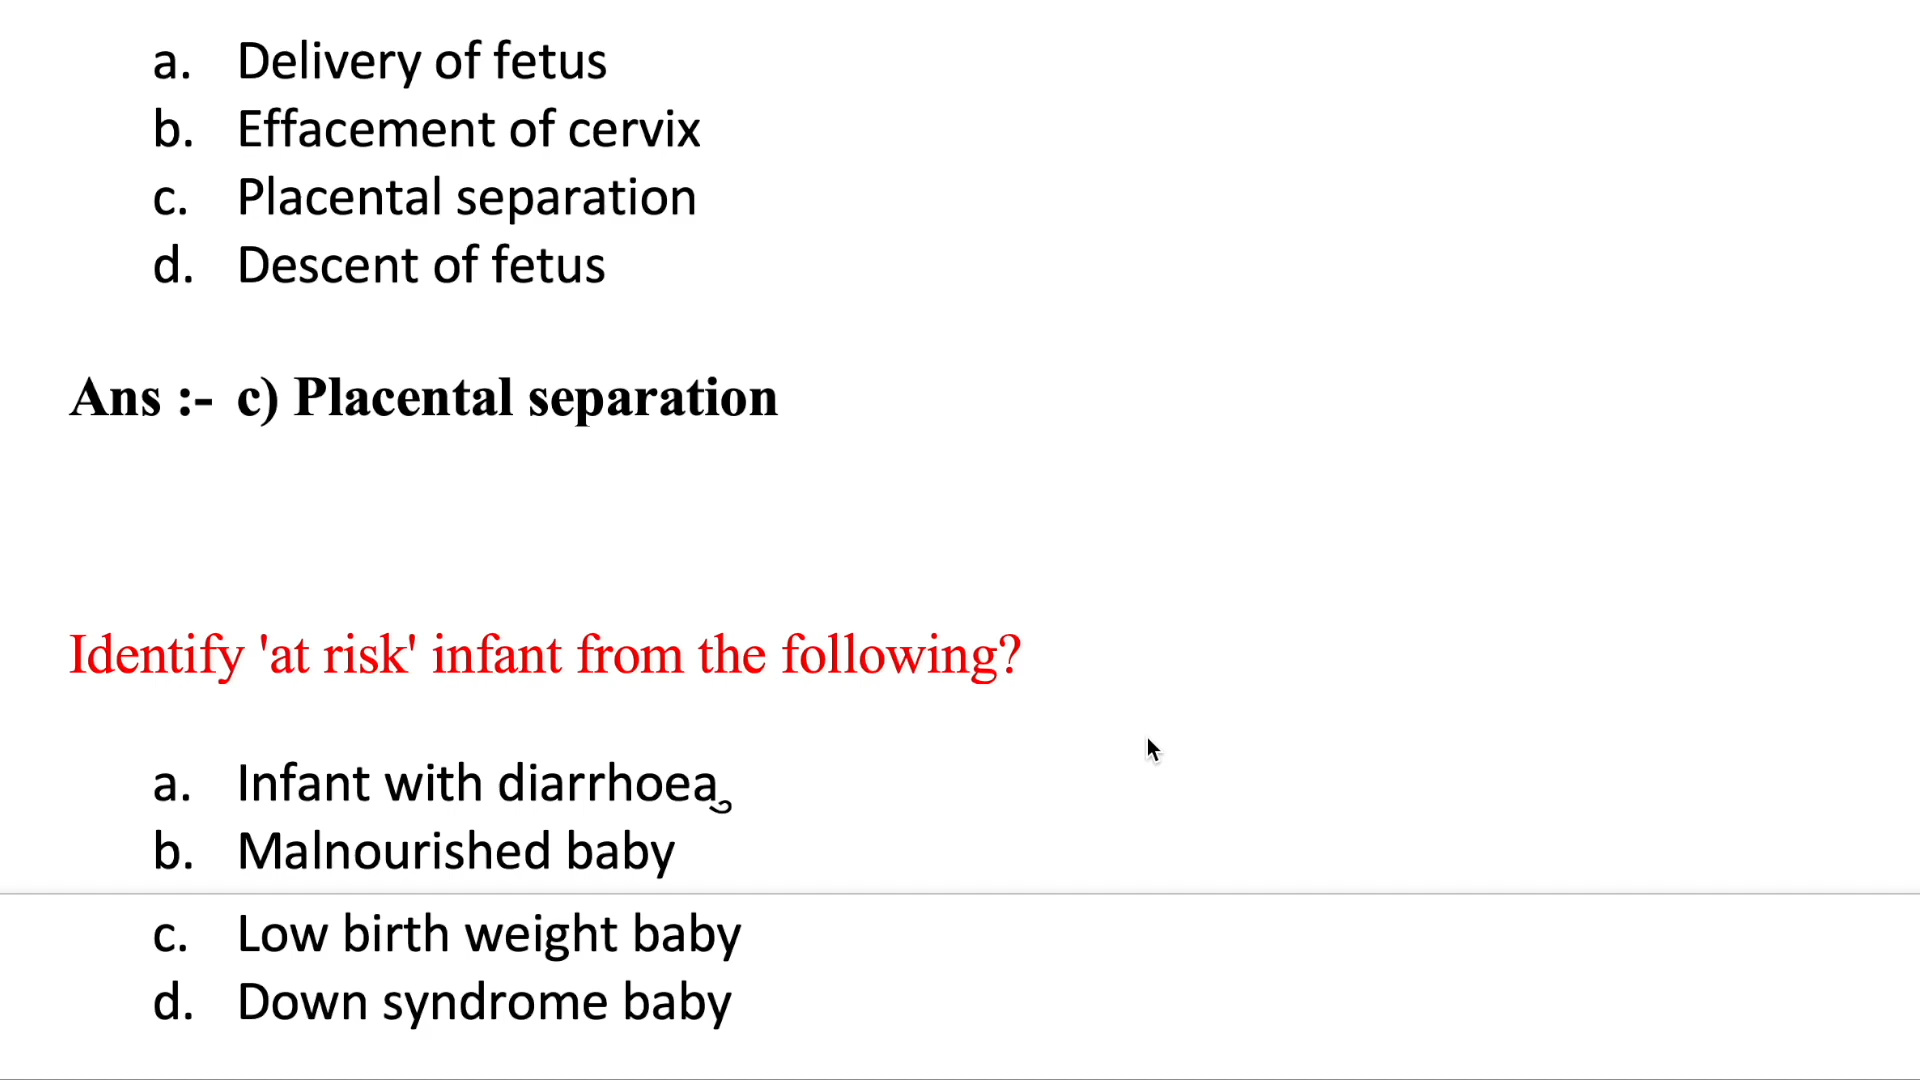 a. Delivery of fetus
b. Effacement of cervix
c. Placental separation
d. Descent of fetus
Ans :- c) Placental separation
Identify 'at risk' infant from the following?
a. Infant with diarrhoea
b. Malnourished baby
c. Low birth weight baby
d. Down syndrome baby